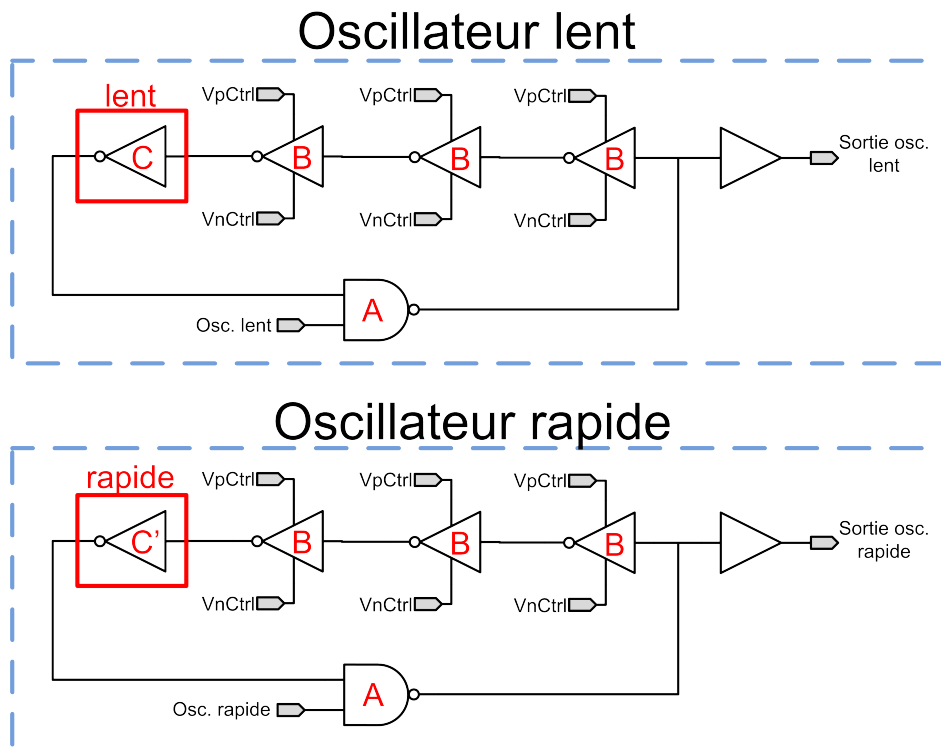 Oscillateur lent
lent
VpCtrl
VpCtrl
VpCtrl
C
B
B
B
Sortie osc.
lent
VnCtrl
VnCtrl
VnCtrl
A
Osc. lent
Oscillateur rapide
rapide
VpCtrl
VpCtrl
VpCtrl
C'
B
B
B
Sortie osc.
rapide
VnCtrl
VnCtrl
VnCtrl
A
Osc. rapide